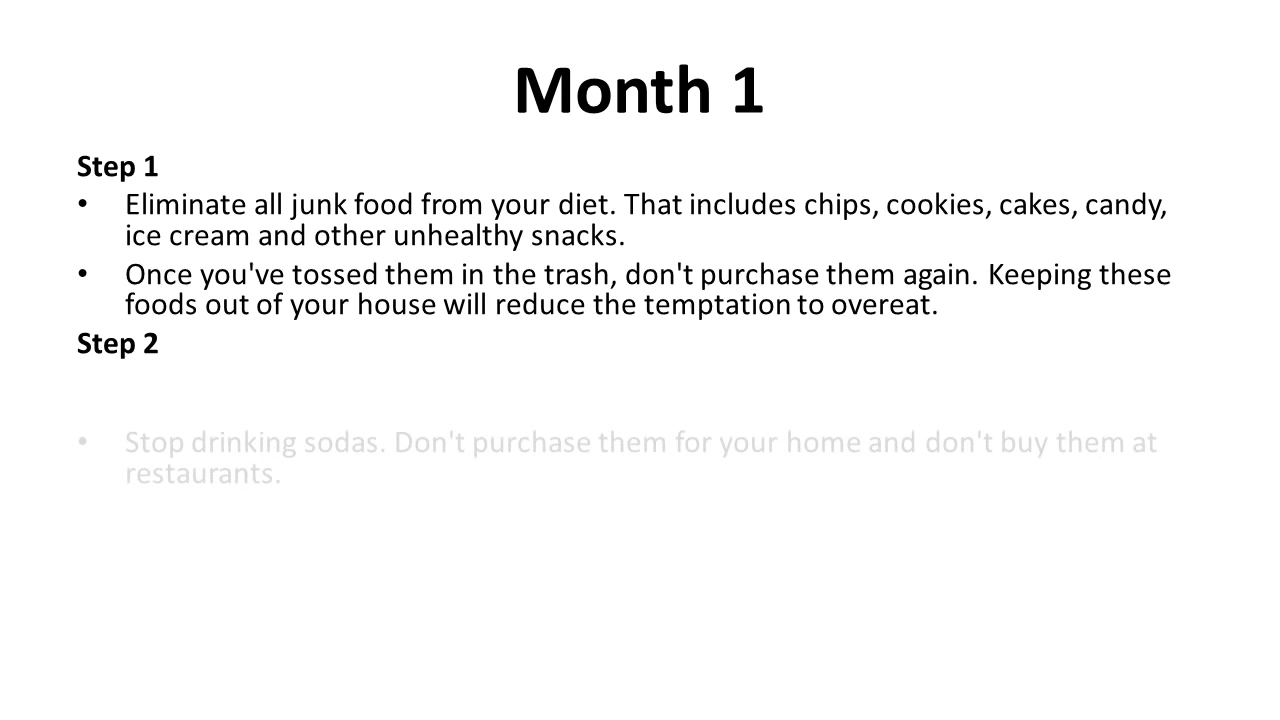 Month 1
Step 1
• Eliminate all junk food from your diet. That includes chips, cookies, cakes, candy,
ice cream and other unhealthy snacks.
• Once you've tossed them in the trash, don't purchase them again. Keeping these
foods out of your house will reduce the temptation to overeat.
Step 2
• Stop drinking sodas. Don't purchase them for your home and don't buy them at
restaurants.